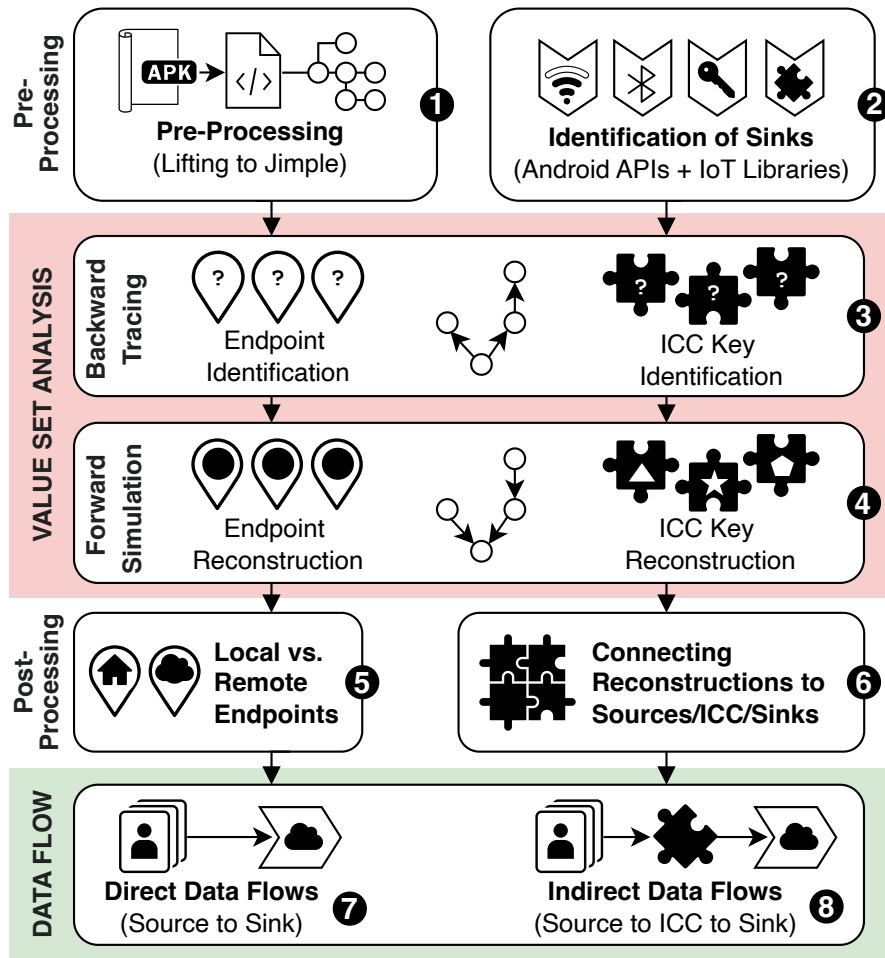 Pre-
Processing
APK
</>
1
Pre-Processing
(Lifting to Jimple)
2
Identification of Sinks
(Android APIs + IoT Libraries)
VALUE SET ANALYSIS
Backward
Tracing
? ? ?
Endpoint
Identification
? ? ?
ICC Key
Identification
3
Forward
Simulation
Endpoint
Reconstruction
ICC Key
Reconstruction
4
Post-
Processing
Local vs.
Remote
Endpoints
5
Connecting
Reconstructions to
Sources/ICC/Sinks
6
DATA FLOW
Direct Data Flows
(Source to Sink)
7
Indirect Data Flows
(Source to ICC to Sink)
8